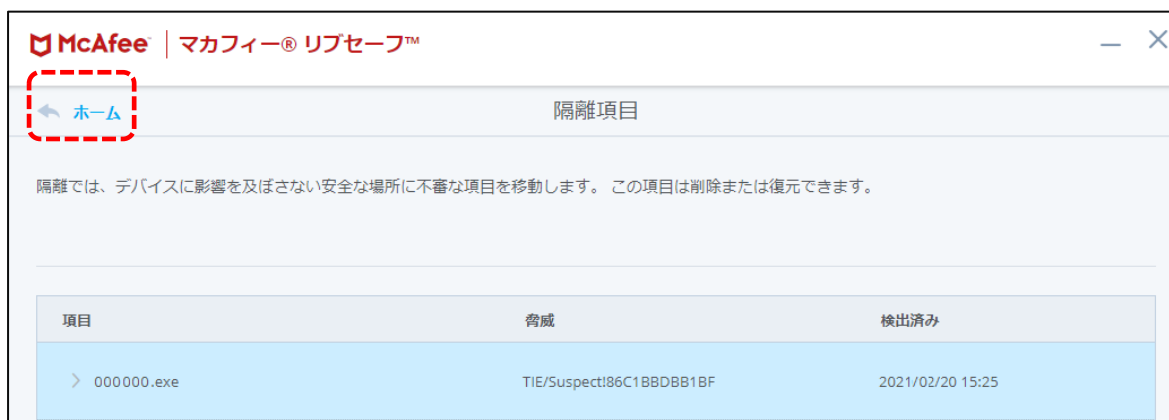 McAfee™ | マカフィー® リブセーフ™
ホーム 隔離項目
隔離では、デバイスに影響を及ぼさない安全な場所に不審な項目を移動します。 この項目は削除または復元できます。
項目 脅威 検出済み
000000.exe TIE/Suspect!86C1BBDBB1BF 2021/02/20 15:25